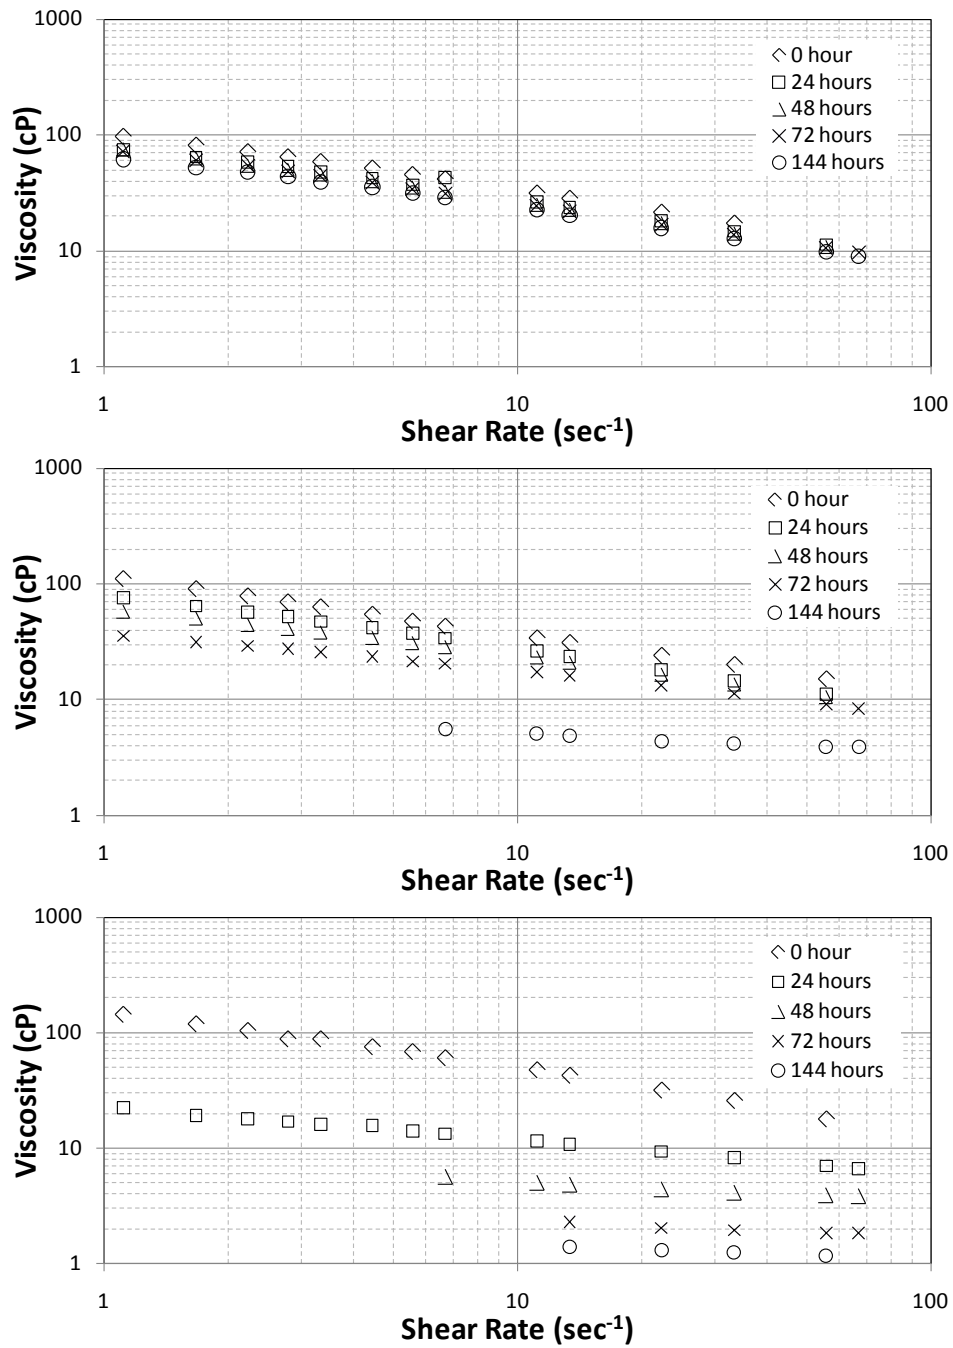 1000
100
10
1
Viscosity (cP)
0 hour
24 hours
48 hours
72 hours
144 hours
1 10 100
Shear Rate (sec-1)
1000
100
10
1
Viscosity (cP)
0 hour
24 hours
48 hours
72 hours
144 hours
1 10 100
Shear Rate (sec-1)
1000
100
10
1
Viscosity (cP)
0 hour
24 hours
48 hours
72 hours
144 hours
1 10 100
Shear Rate (sec-1)